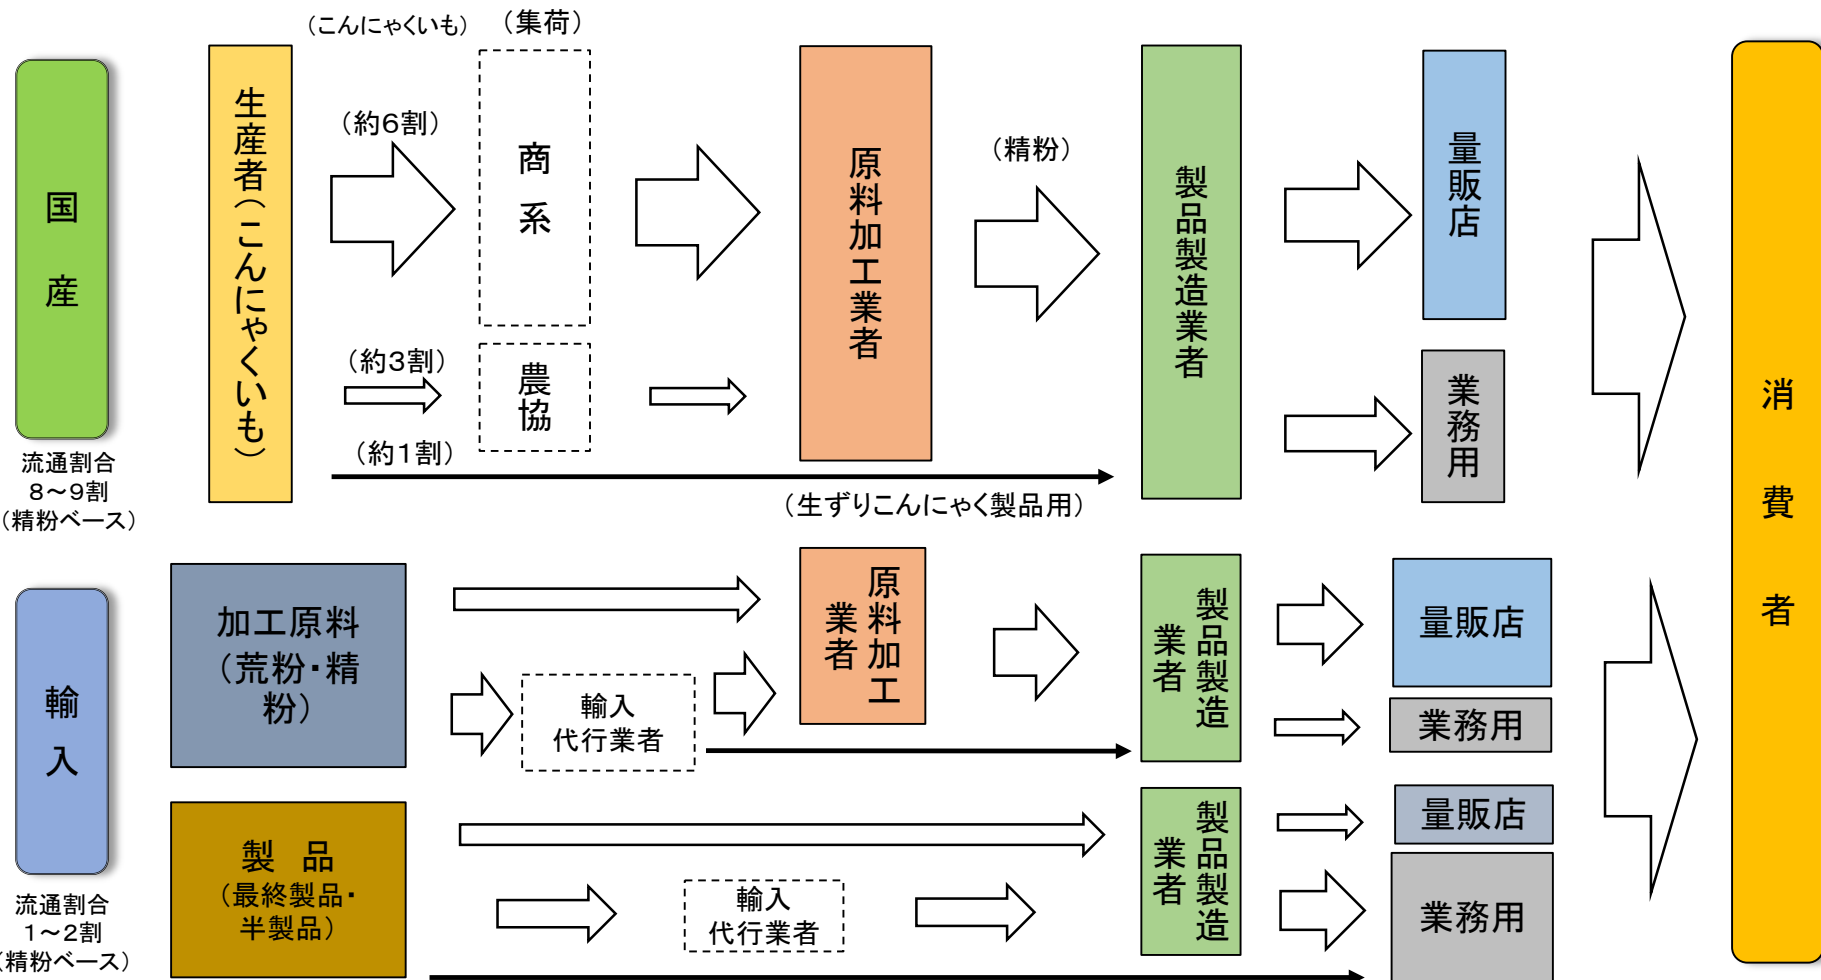 (こんにゃくいも)
(集荷)
国産
流通割合
8～9割
(精粉ベース)
生産者(こんにゃくいも)
(約6割)
商系
(約3割)
農協
(約1割)
(生ずりこんにゃく製品用)
原料加工業者
(精粉)
製品製造業者
量販店
業務用
消費者
輸入
流通割合
1～2割
(精粉ベース)
加工原料
(荒粉・精
粉)
輸入
代行業者
原料加工
業者
製品製造
業者
量販店
業務用
製 品
(最終製品・
半製品)
輸入
代行業者
製品製造
業者
量販店
業務用